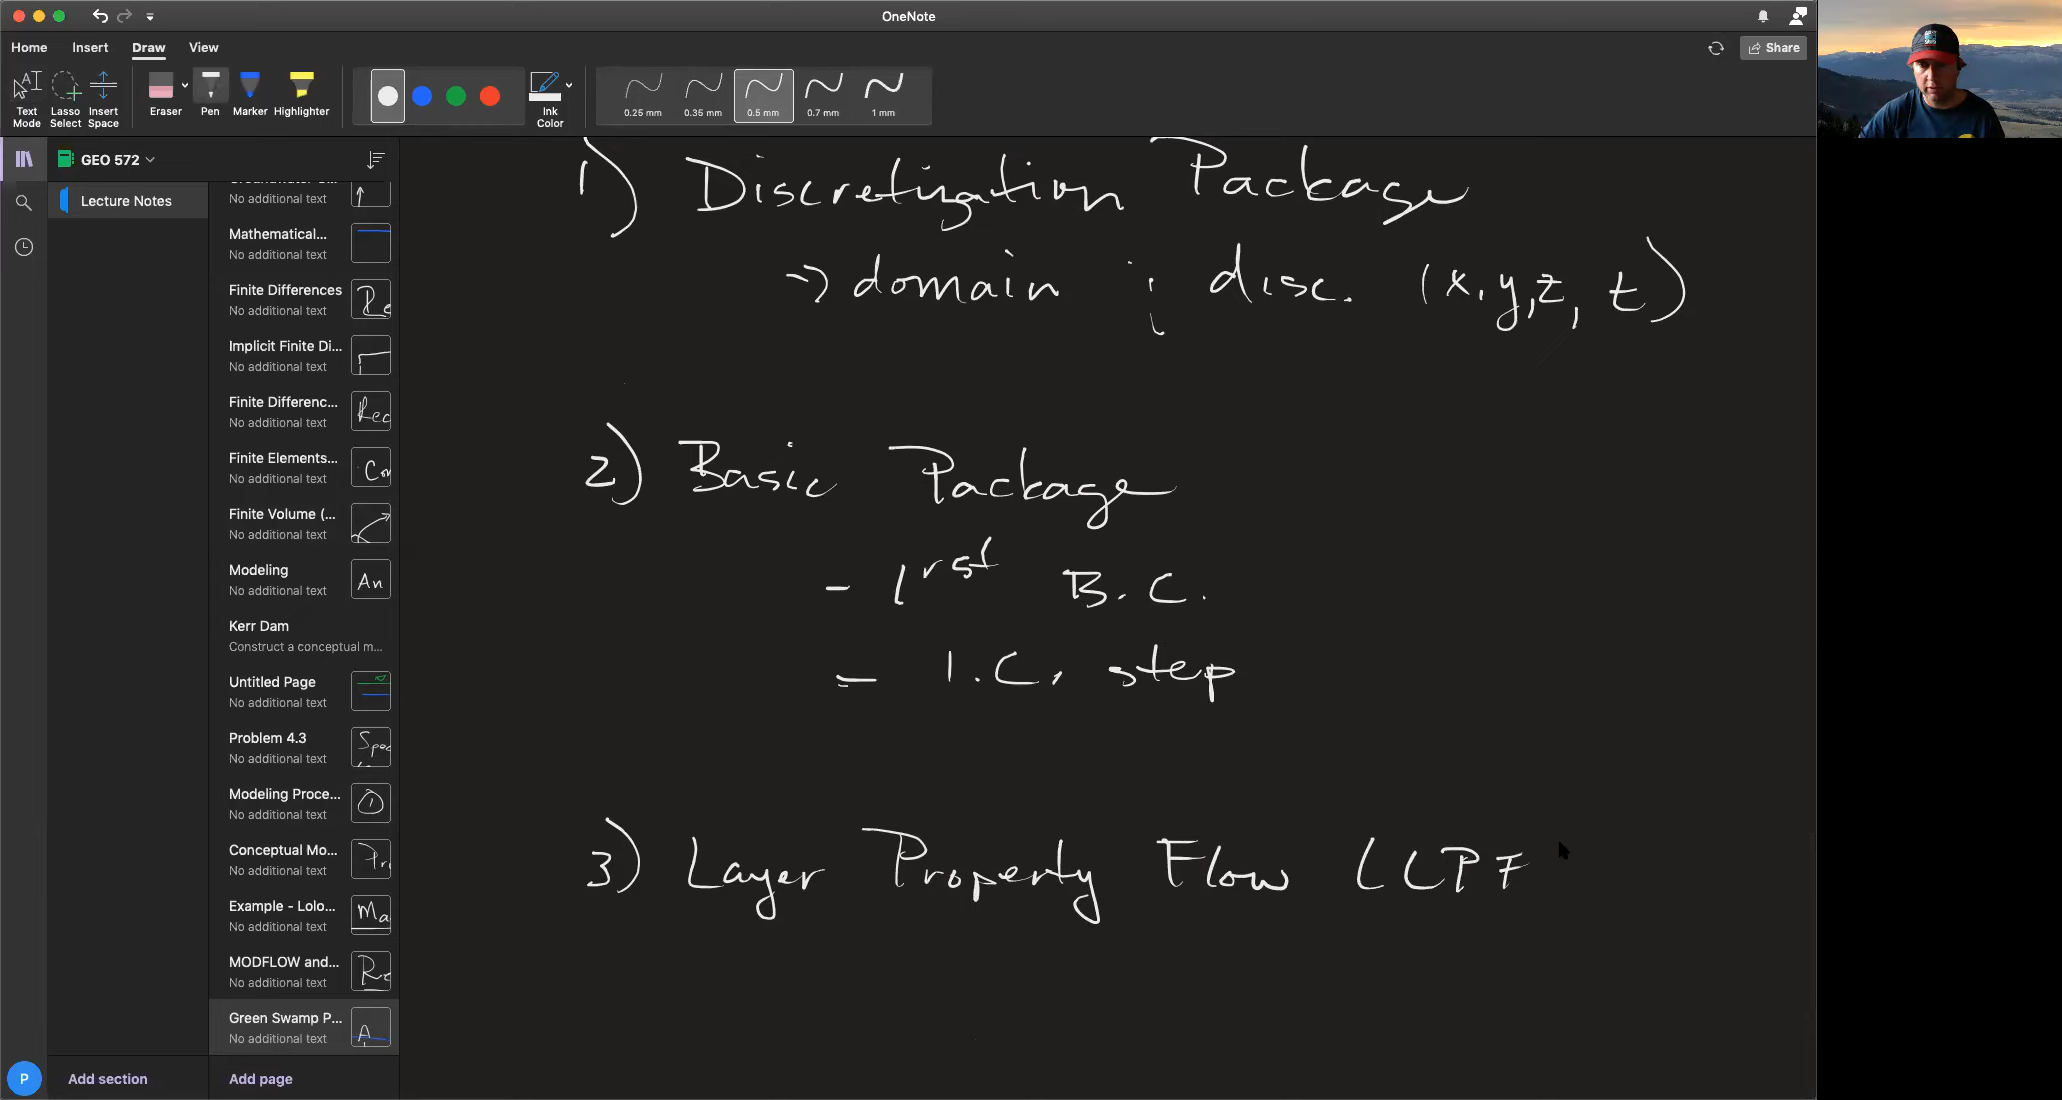 OneNote
Home Insert Draw View
Share
Text Mode
Lasso Select
Insert Space
Eraser
Pen
Marker
Highlighter
Ink Color
0.25 mm
0.35 mm
0.5 mm
0.7 mm
1 mm
GEO 572
Lecture Notes
No additional text
Mathematical...
No additional text
Finite Differences
No additional text
Implicit Finite Di...
No additional text
Finite Differenc...
No additional text
Finite Elements...
No additional text
Finite Volume (...
No additional text
Modeling
No additional text
An
Kerr Dam
Construct a conceptual m...
Untitled Page
No additional text
Problem 4.3
No additional text
Modeling Proce...
No additional text
Conceptual Mo...
No additional text
Example - Lolo...
No additional text
Ma
MODFLOW and...
No additional text
Green Swamp P...
No additional text
A
P
Add section
Add page
1) Discretization Package
→ domain ; disc. (x, y, z, t)
2) Basic Package
- 1rst B.C.
- I.C. step
3) Layer Property Flow (LPF